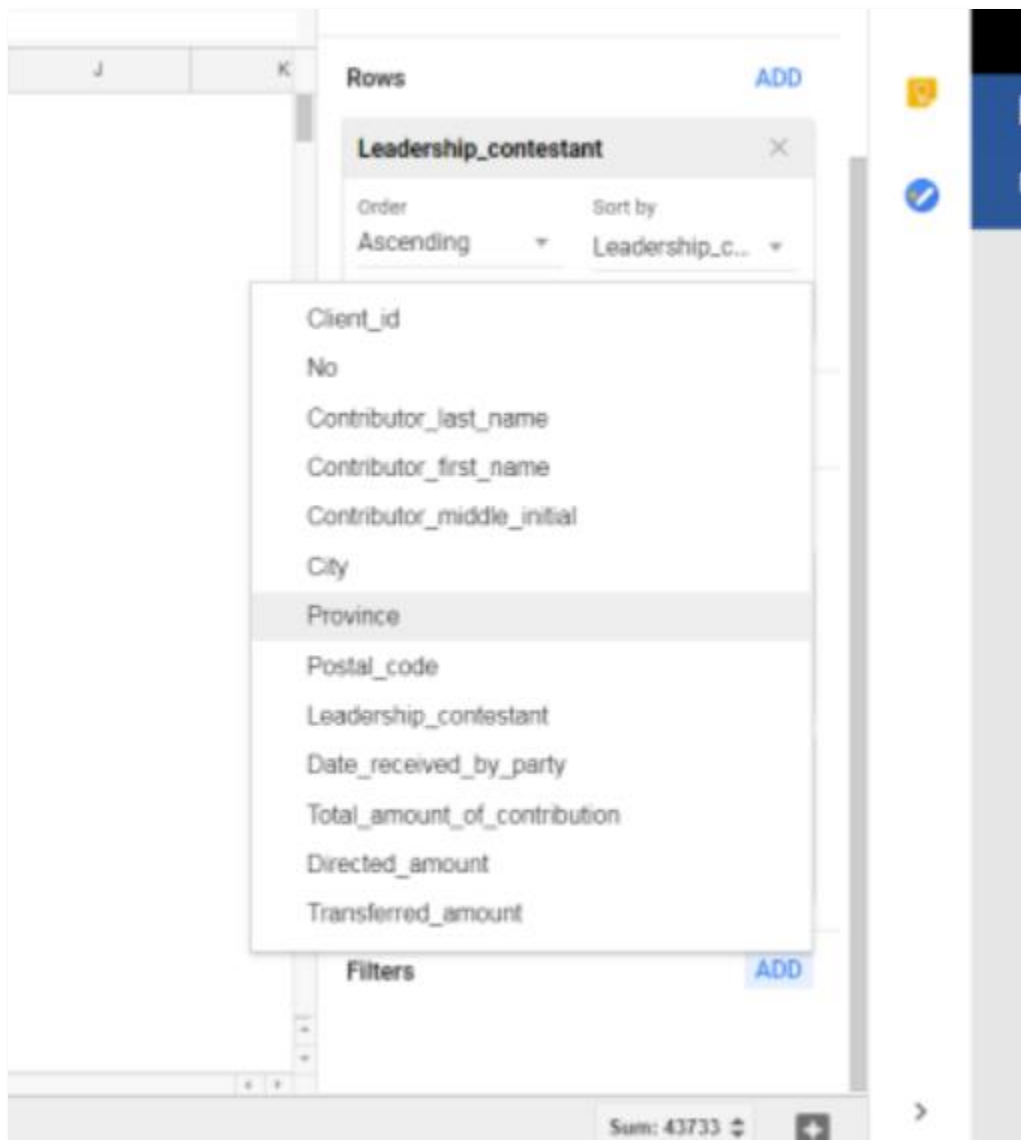 J K
Rows ADD
Leadership_contestant
Order Sort by
Ascending Leadership_c...
Client_id
No
Contributor_last_name
Contributor_first_name
Contributor_middle_initial
City
Province
Postal_code
Leadership_contestant
Date_received_by_party
Total_amount_of_contribution
Directed_amount
Transferred_amount
Filters ADD
Sum: 43733